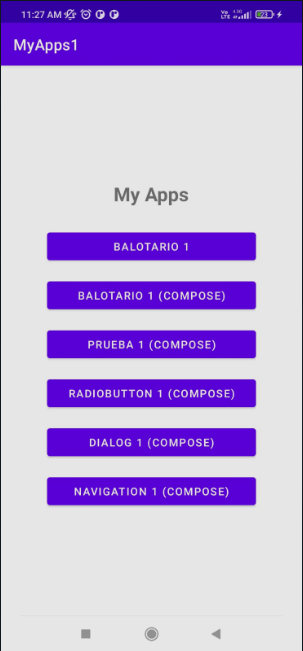 11:27 AM
MyApps1
My Apps
BALOTARIO 1
BALOTARIO 1 (COMPOSE)
PRUEBA 1 (COMPOSE)
RADIOBUTTON 1 (COMPOSE)
DIALOG 1 (COMPOSE)
NAVIGATION 1 (COMPOSE)